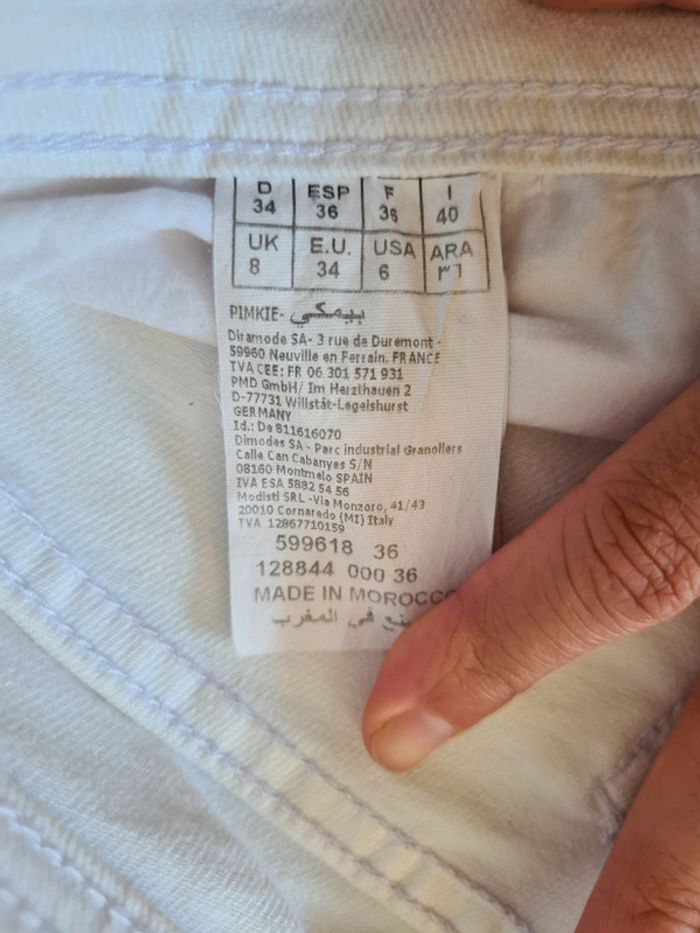 D ESP F I
34 36 36 40
UK E.U. USA ARA
8 34 6 ٣٦
PIMKIE- بيمكي
Diramode SA- 3 rue de Duremont -
59960 Neuville en Ferrain. FRANCE
TVA CEE: FR 06 301 571 931
PMD GmbH/ Im Herzlhauen 2
D-77731 Willstät-Legelshurst
GERMANY
Id.: De 811616070
Dimodes SA - Parc industrial Granollers
Calle Can Cabanyes S/N
08160 Montmelo SPAIN
IVA ESA 5882 54 56
Modisti SRL -Via Monzoro, 41/43
20010 Cornaredo (MI) Italy
TVA 12867710159
599618 36
128844 000 36
MADE IN MOROCCO
في المغرب